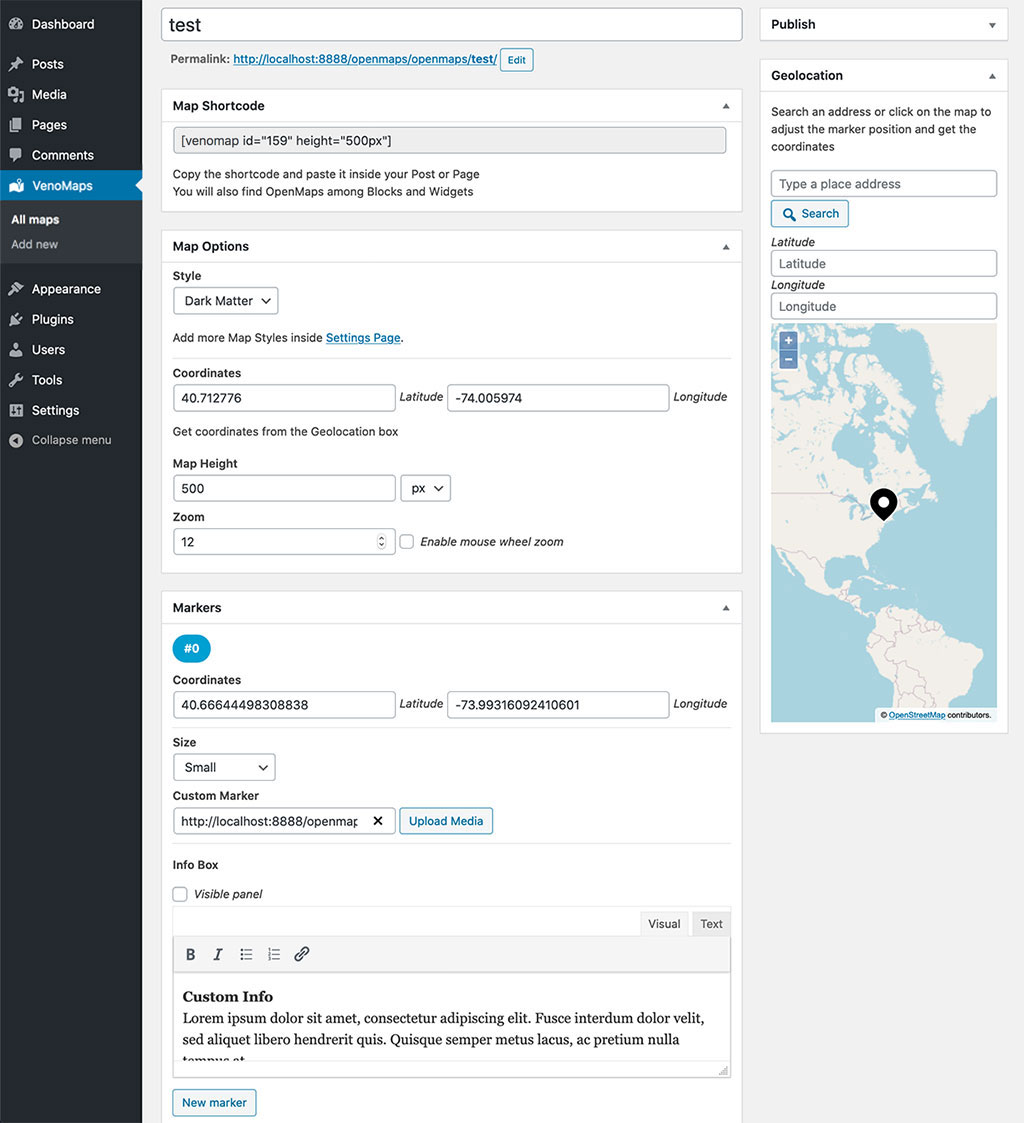 Dashboard
Posts
Media
Pages
Comments
VenoMaps
All maps
Add new
Appearance
Plugins
Users
Tools
Settings
Collapse menu
test
Permalink: http://localhost:8888/openmaps/openmaps/test/ Edit
Map Shortcode
[venomap id="159" height="500px"]
Copy the shortcode and paste it inside your Post or Page
You will also find OpenMaps among Blocks and Widgets
Map Options
Style
Dark Matter
Add more Map Styles inside Settings Page.
Coordinates
40.712776 Latitude -74.005974 Longitude
Get coordinates from the Geolocation box
Map Height
500 px
Zoom
12 Enable mouse wheel zoom
Markers
#0
Coordinates
40.66644498308838 Latitude -73.99316092410601 Longitude
Size
Small
Custom Marker
http://localhost:8888/openmap Upload Media
Info Box
Visible panel
Visual Text
B I
Custom Info
Lorem ipsum dolor sit amet, consectetur adipiscing elit. Fusce interdum dolor velit,
sed aliquet libero hendrerit quis. Quisque semper metus lacus, ac pretium nulla
tempus at
New marker
Publish
Geolocation
Search an address or click on the map to
adjust the marker position and get the
coordinates
Type a place address
Search
Latitude
Latitude
Longitude
Longitude
+
−
© OpenStreetMap contributors.